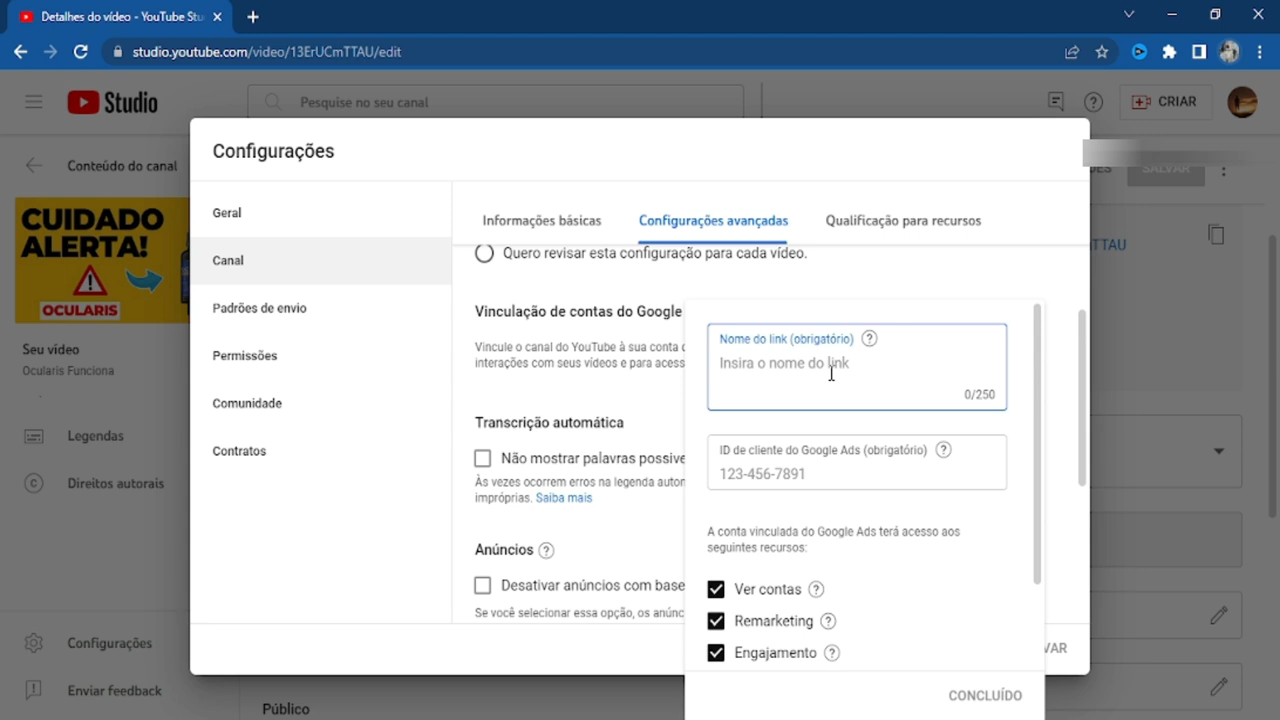 Detalhes do vídeo - YouTube Stu
studio.youtube.com/video/13ErUCmTTAU/edit
Studio
Pesquise no seu canal
CRIAR
Conteúdo do canal
SALVAR
CUIDADO
ALERTA!
OCULARIS
TTAU
Seu vídeo
Ocularis Funciona
Legendas
Direitos autorais
Configurações
Enviar feedback
Público
Configurações
Geral
Canal
Padrões de envio
Permissões
Comunidade
Contratos
Informações básicas
Configurações avançadas
Qualificação para recursos
Quero revisar esta configuração para cada vídeo.
Vinculação de contas do Google
Vincule o canal do YouTube à sua conta
interações com seus vídeos e para acess
Transcrição automática
Não mostrar palavras possive
Às vezes ocorrem erros na legenda auton
impróprias. Saiba mais
Anúncios
Desativar anúncios com base
Se você selecionar essa opção, os anúnc
VAR
Nome do link (obrigatório)
Insira o nome do link
0/250
ID de cliente do Google Ads (obrigatório)
123-456-7891
A conta vinculada do Google Ads terá acesso aos
seguintes recursos:
Ver contas
Remarketing
Engajamento
CONCLUÍDO